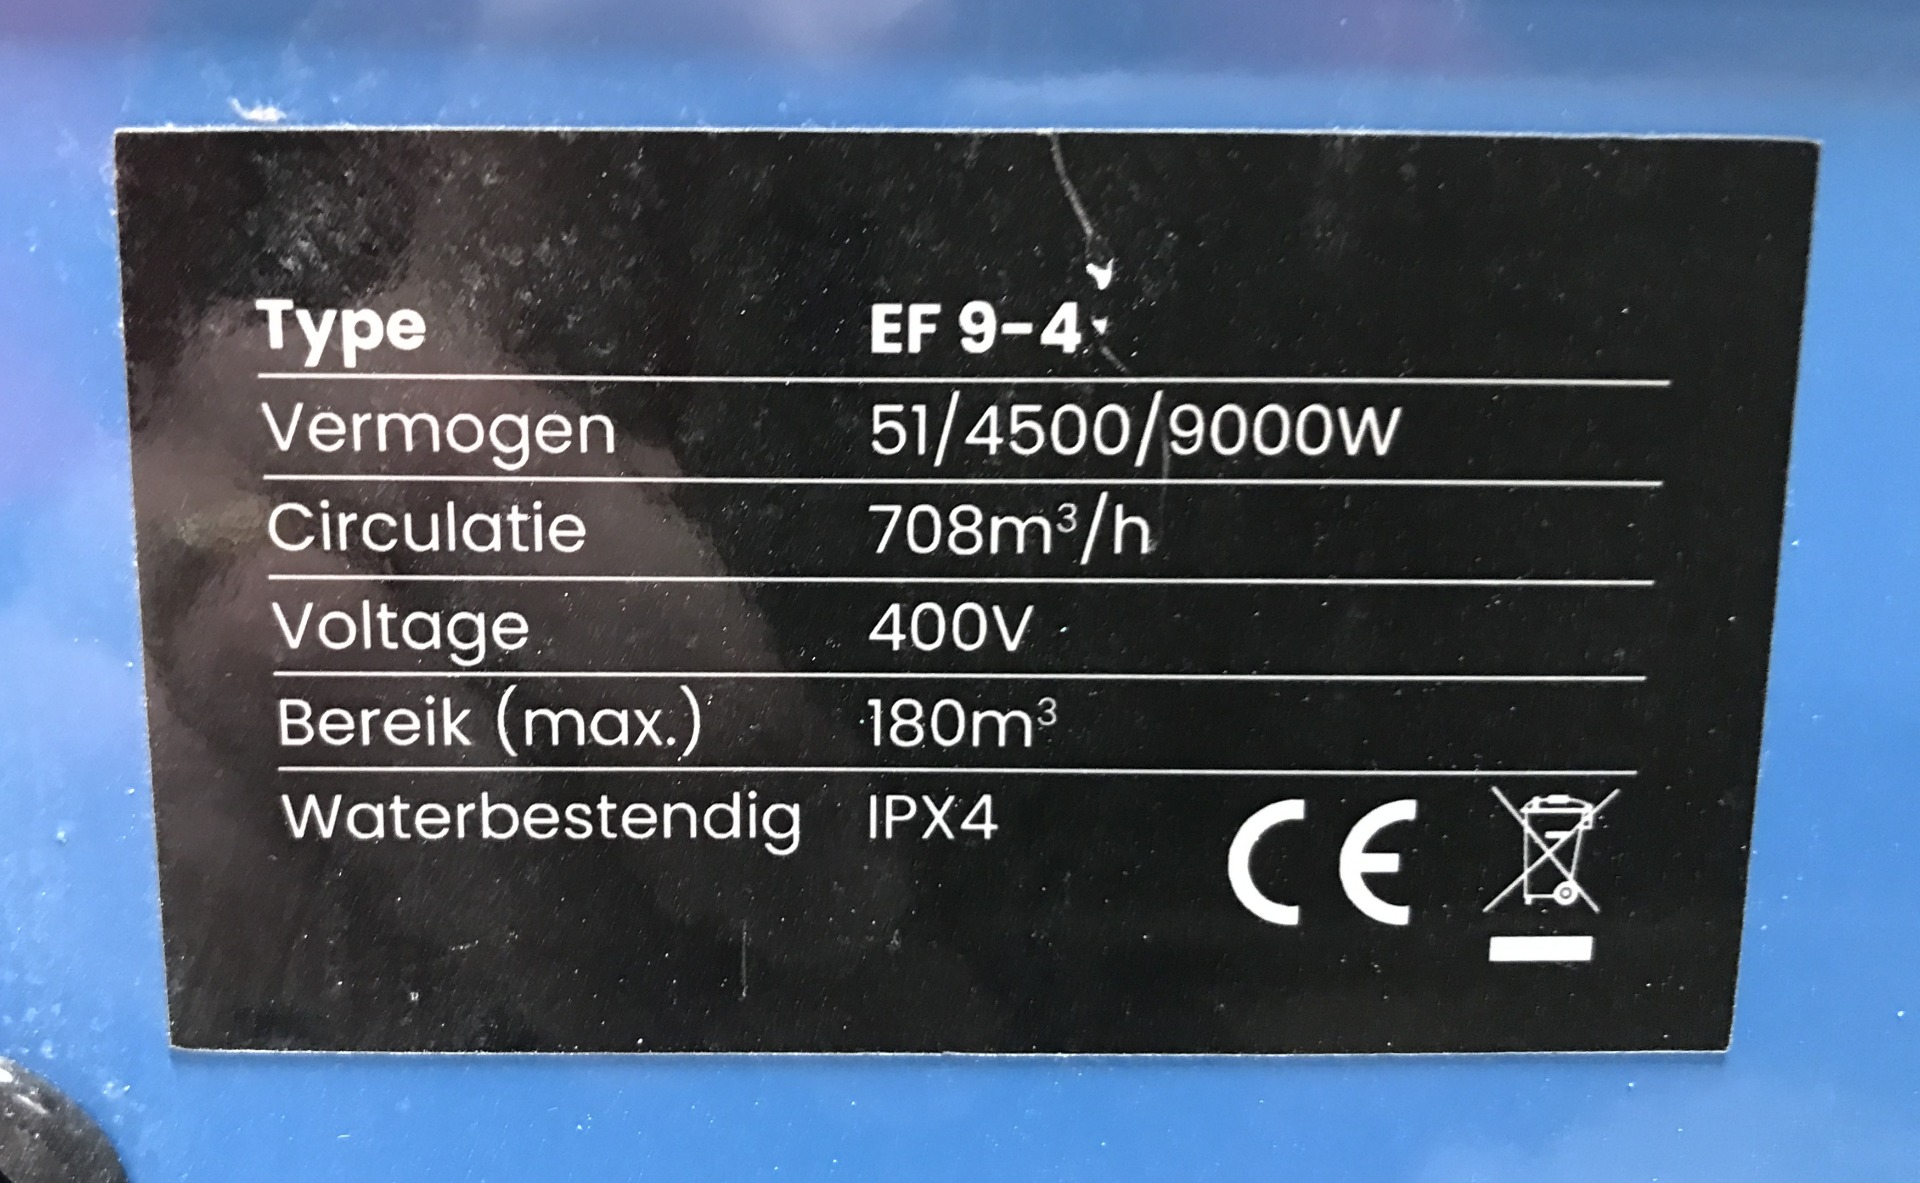 Type EF 9-4
Vermogen 51/4500/9000W
Circulatie 708m³/h
Voltage 400V
Bereik (max.) 180m³
Waterbestendig IPX4
CE